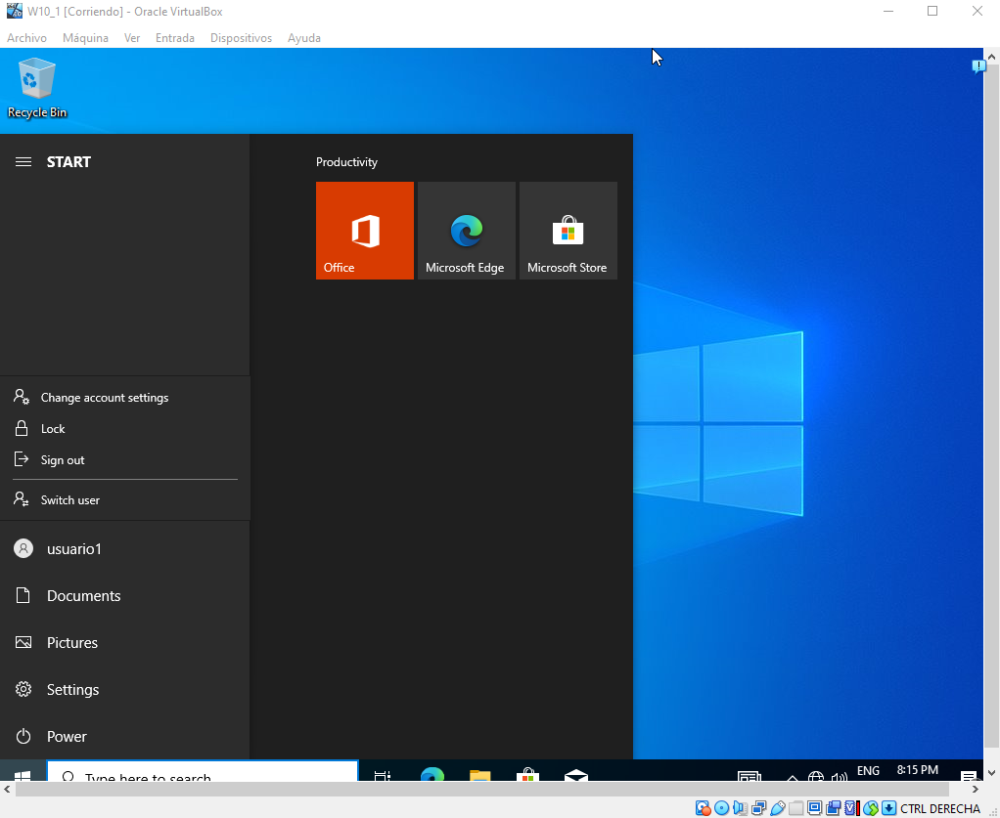 W10_1 [Corriendo] - Oracle VirtualBox
Archivo Máquina Ver Entrada Dispositivos Ayuda
Recycle Bin
START
Productivity
Office Microsoft Edge Microsoft Store
Change account settings
Lock
Sign out
Switch user
usuario1
Documents
Pictures
Settings
Power
Type here to search
ENG 8:15 PM
CTRL DERECHA